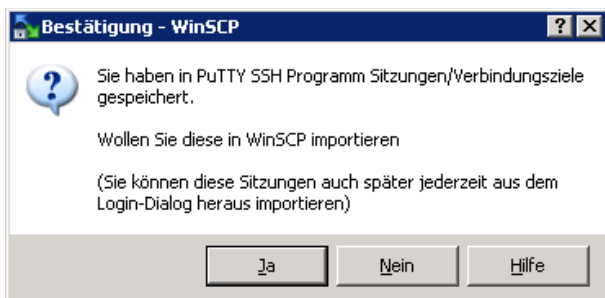 Bestätigung - WinSCP
Sie haben in PuTTY SSH Programm Sitzungen/Verbindungsziele
gespeichert.
Wollen Sie diese in WinSCP importieren
(Sie können diese Sitzungen auch später jederzeit aus dem
Login-Dialog heraus importieren)
Ja Nein Hilfe